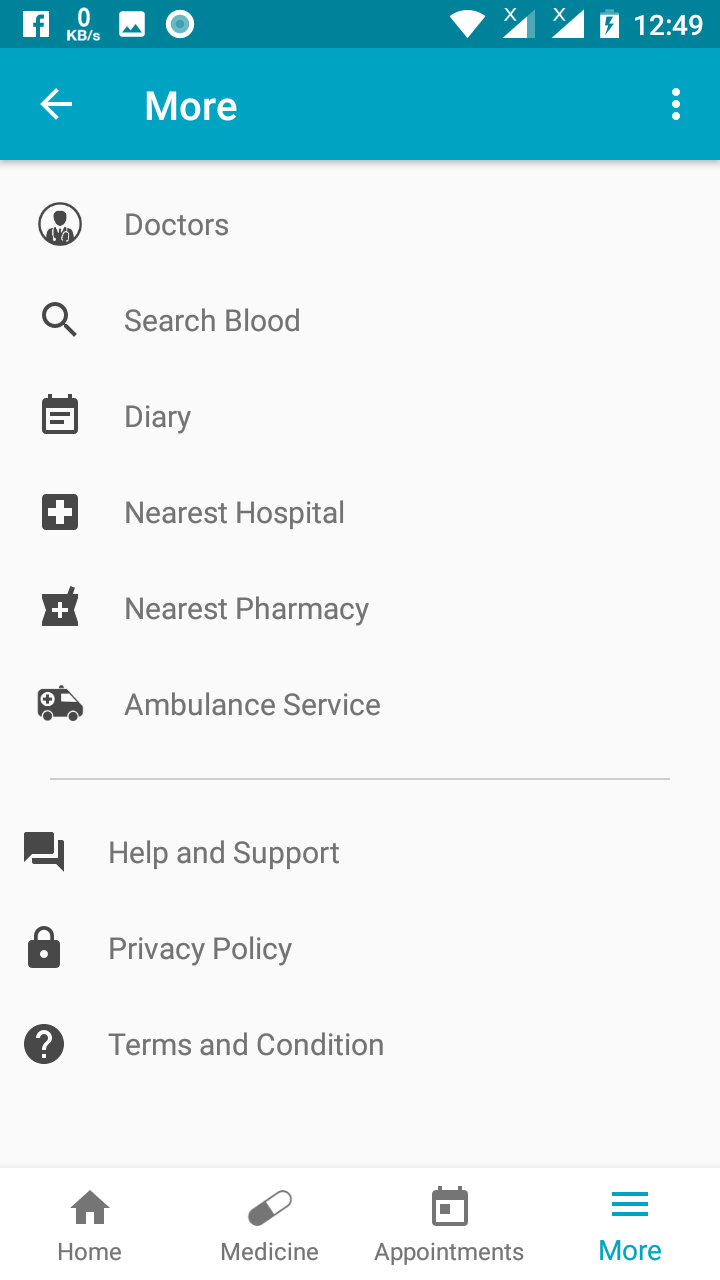 0
KB/s
X
X
12:49
More
Doctors
Search Blood
Diary
Nearest Hospital
Nearest Pharmacy
Ambulance Service
Help and Support
Privacy Policy
Terms and Condition
Home
Medicine
Appointments
More